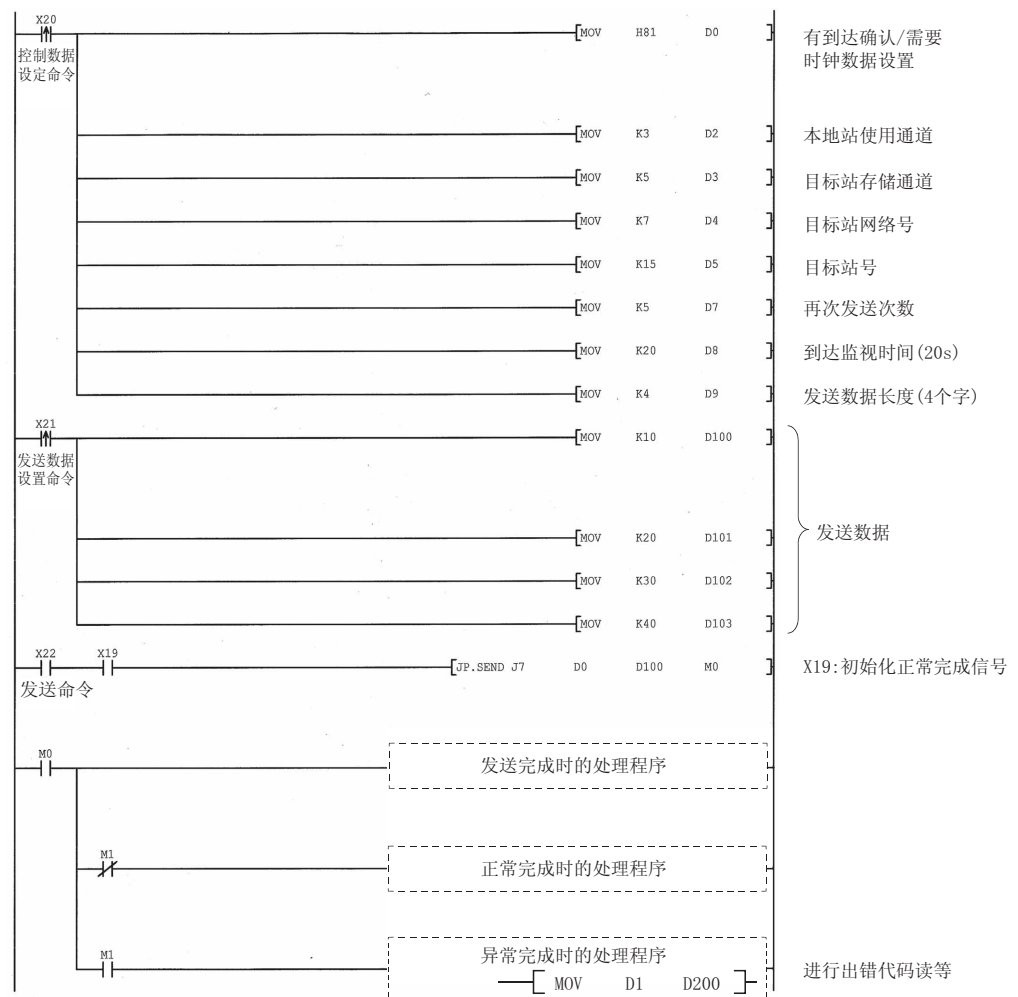 X20
控制数据
设定命令
MOV H81 D0
有到达确认/需要
时钟数据设置
MOV K3 D2
本地站使用通道
MOV K5 D3
目标站存储通道
MOV K7 D4
目标站网络号
MOV K15 D5
目标站号
MOV K5 D7
再次发送次数
MOV K20 D8
到达监视时间(20s)
MOV K4 D9
发送数据长度(4个字)
X21
发送数据
设置命令
MOV K10 D100
MOV K20 D101
发送数据
MOV K30 D102
MOV K40 D103
X22 X19
发送命令
JP.SEND J7 D0 D100 M0
X19:初始化正常完成信号
M0
发送完成时的处理程序
M1
正常完成时的处理程序
M1
异常完成时的处理程序
MOV D1 D200
进行出错代码读等